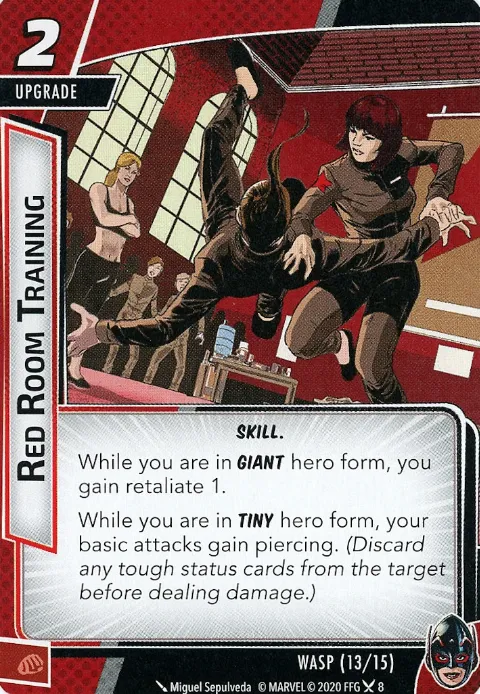 2
UPGRADE
RED ROOM TRAINING
SKILL.
While you are in GIANT hero form, you
gain retaliate 1.
While you are in TINY hero form, your
basic attacks gain piercing. (Discard
any tough status cards from the target
before dealing damage.)
WASP (13/15)
Miguel Sepulveda © MARVEL © 2020 FFG 8